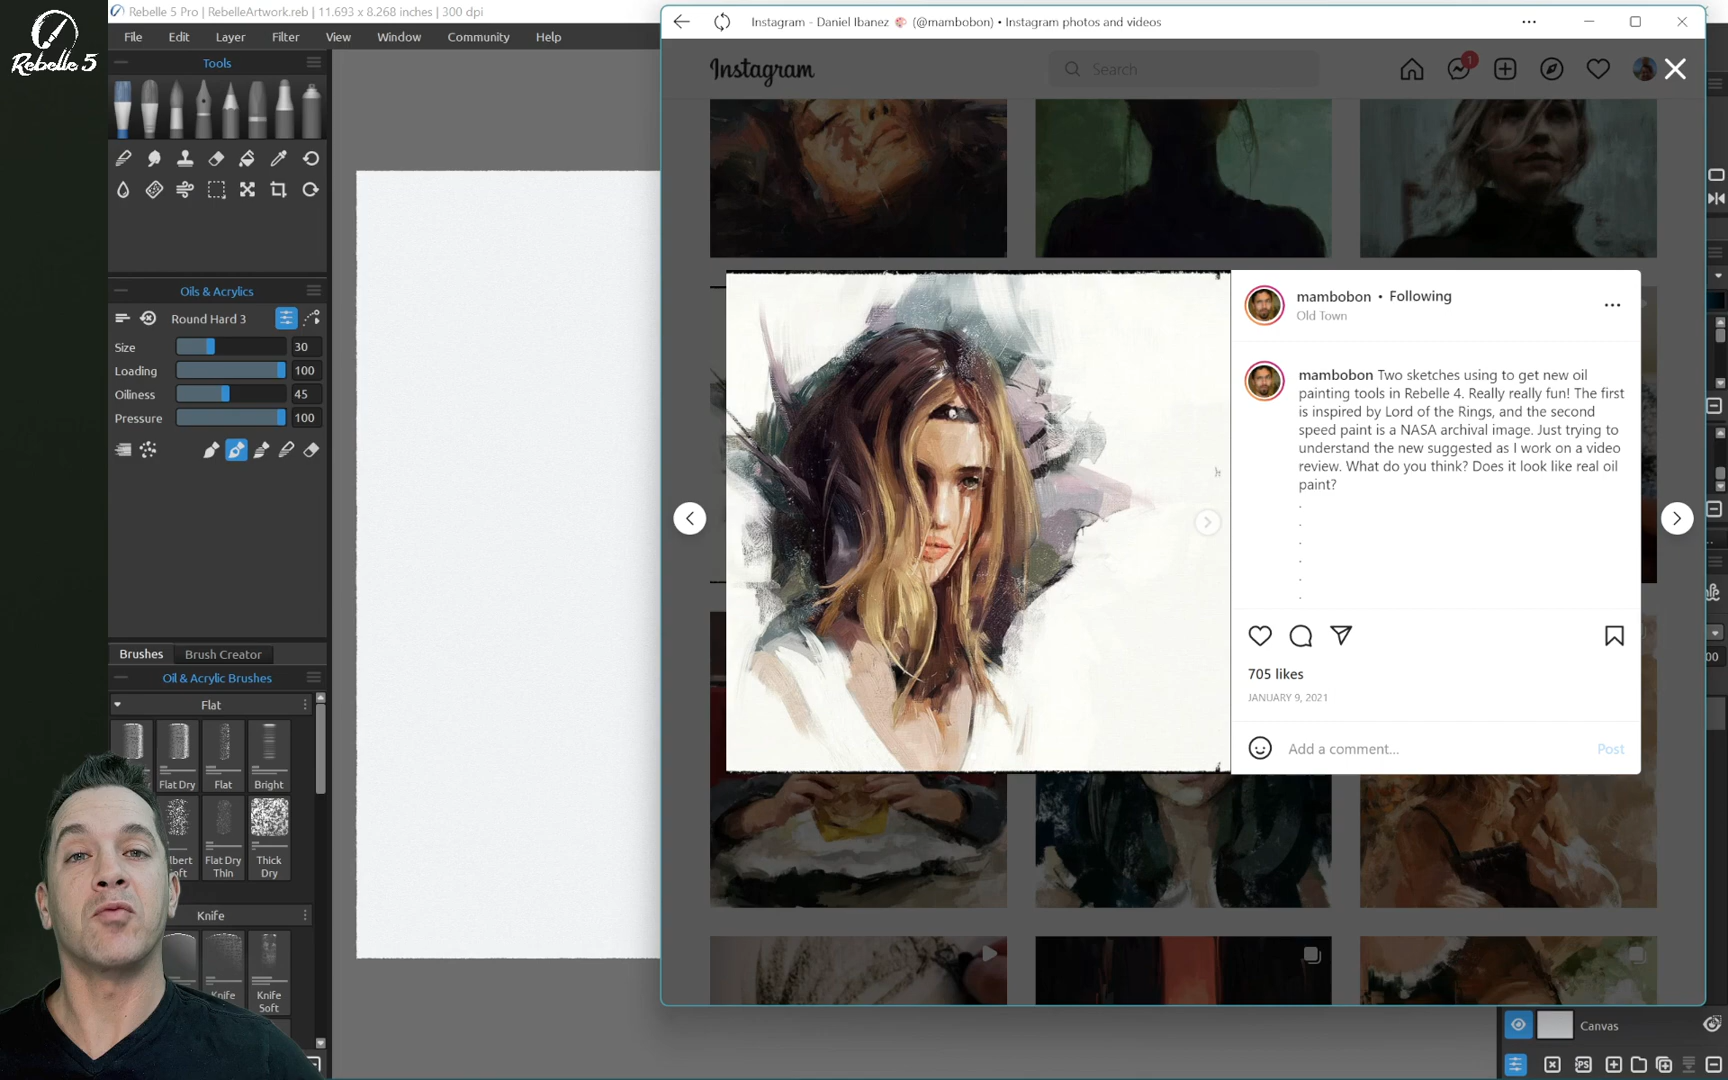 Rebelle 5
Rebelle 5 Pro | RebelleArtwork.reb | 11.693 x 8.268 inches | 300 dpi
File Edit Layer Filter View Window Community Help
Tools
Oils & Acrylics
Round Hard 3
Size 30
Loading 100
Oiliness 45
Pressure 100
Brushes Brush Creator
Oil & Acrylic Brushes
Flat
Flat Dry Flat Bright
Flat Dry Thin
Thick Dry
Knife
Knife
Knife Soft
Instagram - Daniel Ibanez (@mambobon) • Instagram photos and videos
Instagram
Search
1
mambobon • Following
Old Town
mambobon Two sketches using to get new oil
painting tools in Rebelle 4. Really really fun! The first
is inspired by Lord of the Rings, and the second
speed paint is a NASA archival image. Just trying to
understand the new suggested as I work on a video
review. What do you think? Does it look like real oil
paint?
.
.
.
.
.
.
705 likes
JANUARY 9, 2021
Add a comment...
Post
Canvas